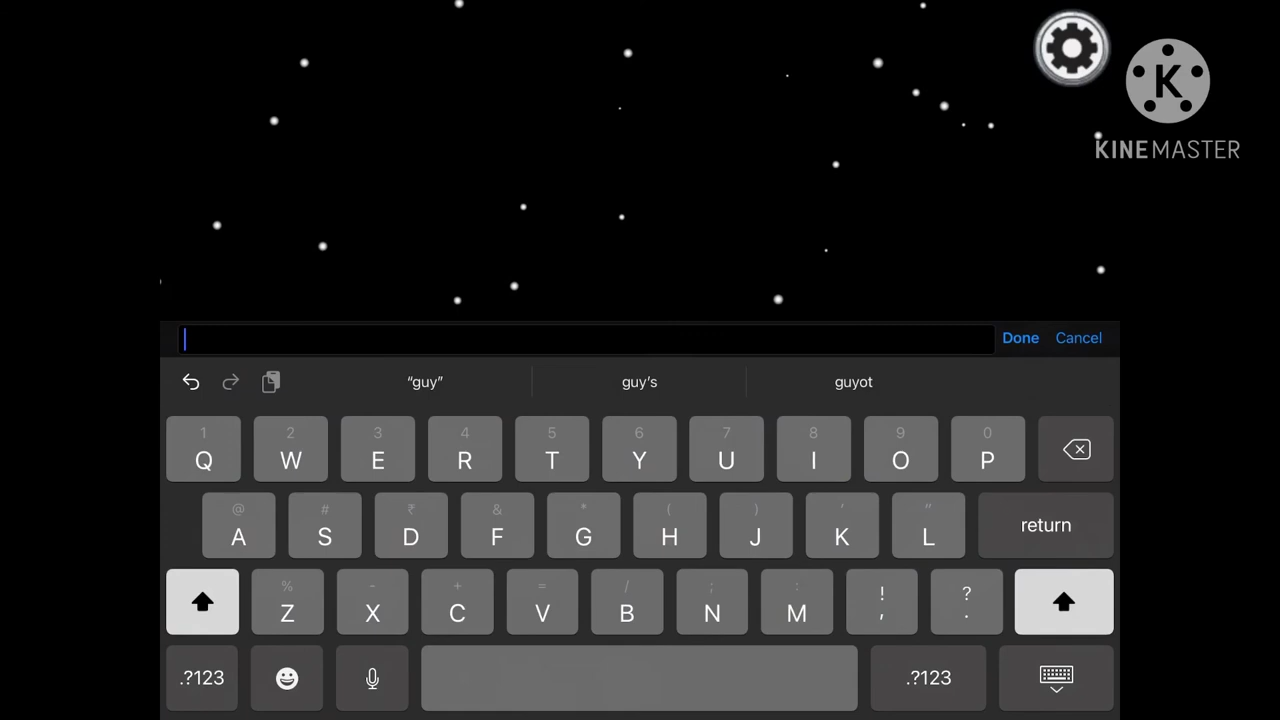 KINEMASTER
Done Cancel
“guy” guy’s guyot
1 2 3 4 5 6 7 8 9 0
Q W E R T Y U I O P
@ # ₹ & * ( ) ' "
A S D F G H J K L return
% - + = / ; : ! ?
Z X C V B N M , .
.?123 .?123